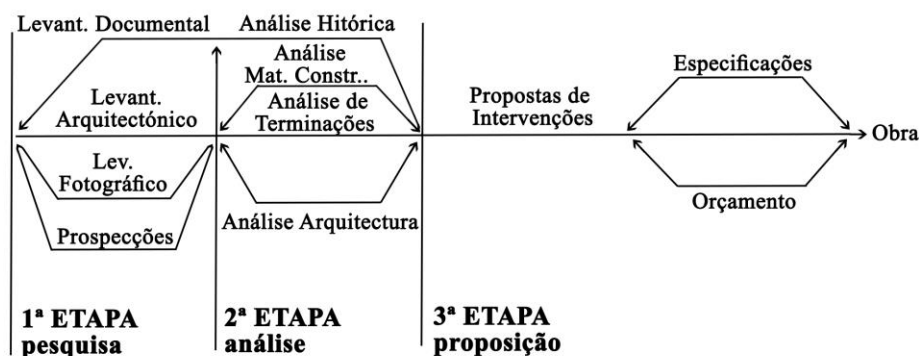 Levant. Documental
Análise Hitórica
Análise
Mat. Constr..
Levant.
Arquitectónico
Análise de
Terminações
Lev.
Fotográfico
Prospecções
Análise Arquitectura
Propostas de
Intervenções
Especificações
Obra
Orçamento
1ª ETAPA
pesquisa
2ª ETAPA
análise
3ª ETAPA
proposição